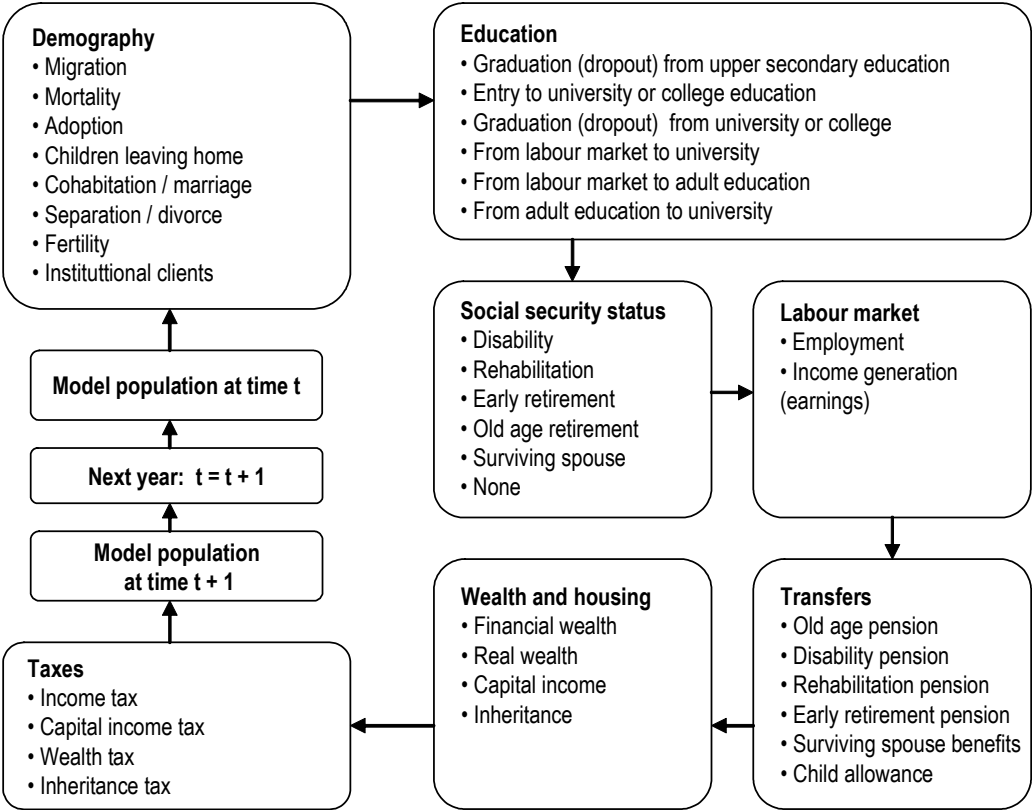 Demography
• Migration
• Mortality
• Adoption
• Children leaving home
• Cohabitation / marriage
• Separation / divorce
• Fertility
• Instituttional clients
Education
• Graduation (dropout) from upper secondary education
• Entry to university or college education
• Graduation (dropout)  from university or college
• From labour market to university
• From labour market to adult education
• From adult education to university
Social security status
• Disability
• Rehabilitation
• Early retirement
• Old age retirement
• Surviving spouse
• None
Labour market
• Employment
• Income generation
(earnings)
Transfers
• Old age pension
• Disability pension
• Rehabilitation pension
• Early retirement pension
• Surviving spouse benefits
• Child allowance
Wealth and housing
• Financial wealth
• Real wealth
• Capital income
• Inheritance
Taxes
• Income tax
• Capital income tax
• Wealth tax
• Inheritance tax
Model population
at time t + 1
Next year:  t = t + 1
Model population at time t